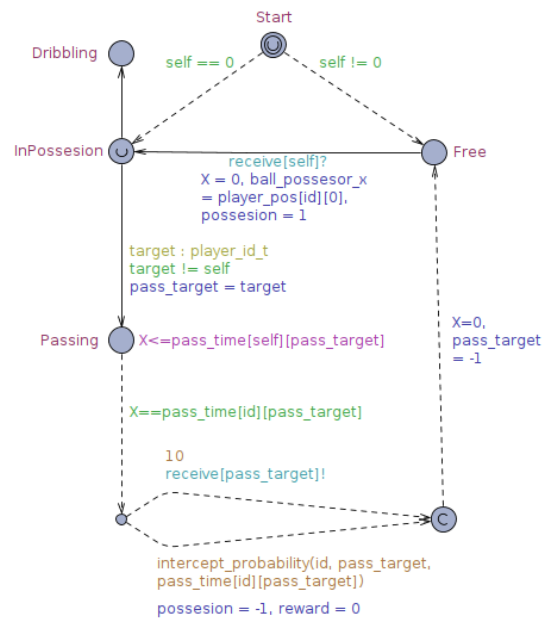 Start
Dribbling
self == 0
self != 0
InPossesion
Free
receive[self]?
X = 0, ball_possesor_x
= player_pos[id][0],
possesion = 1
target : player_id_t
target != self
pass_target = target
Passing
X<=pass_time[self][pass_target]
X=0,
pass_target
= -1
X==pass_time[id][pass_target]
10
receive[pass_target]!
C
intercept_probability(id, pass_target,
pass_time[id][pass_target])
possesion = -1, reward = 0